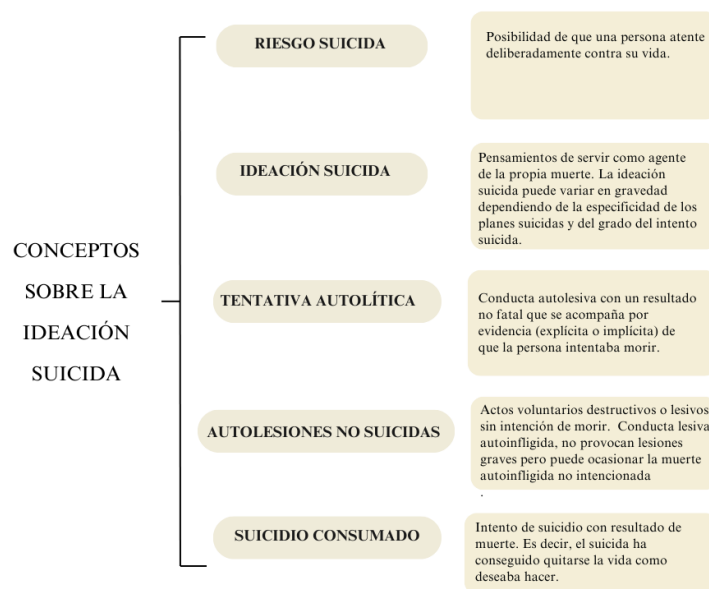 CONCEPTOS
SOBRE LA
IDEACIÓN
SUICIDA
RIESGO SUICIDA
Posibilidad de que una persona atente
deliberadamente contra su vida.
IDEACIÓN SUICIDA
Pensamientos de servir como agente
de la propia muerte. La ideación
suicida puede variar en gravedad
dependiendo de la especificidad de los
planes suicidas y del grado del intento
suicida.
TENTATIVA AUTOLÍTICA
Conducta autolesiva con un resultado
no fatal que se acompaña por
evidencia (explícita o implícita) de
que la persona intentaba morir.
AUTOLESIONES NO SUICIDAS
Actos voluntarios destructivos o lesivos
sin intención de morir. Conducta lesiva
autoinfligida, no provocan lesiones
graves pero puede ocasionar la muerte
autoinfligida no intencionada
.
SUICIDIO CONSUMADO
Intento de suicidio con resultado de
muerte. Es decir, el suicida ha
conseguido quitarse la vida como
deseaba hacer.